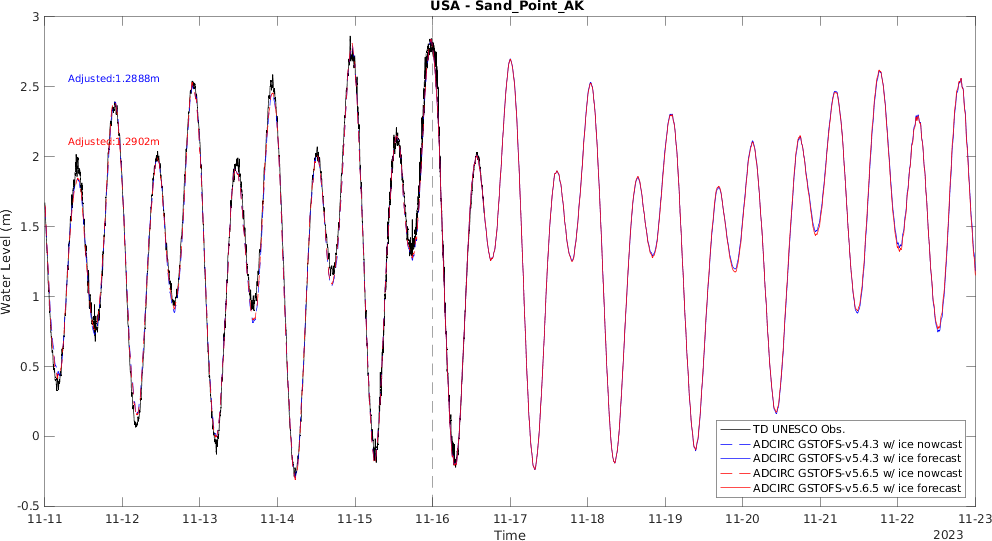 USA - Sand_Point_AK
3
2.5
2
1.5
1
0.5
0
-0.5
Water Level (m)
Adjusted:1.2888m
Adjusted:1.2902m
TD UNESCO Obs.
ADCIRC GSTOFS-v5.4.3 w/ ice nowcast
ADCIRC GSTOFS-v5.4.3 w/ ice forecast
ADCIRC GSTOFS-v5.6.5 w/ ice nowcast
ADCIRC GSTOFS-v5.6.5 w/ ice forecast
11-11 11-12 11-13 11-14 11-15 11-16 11-17 11-18 11-19 11-20 11-21 11-22 11-23
Time
2023